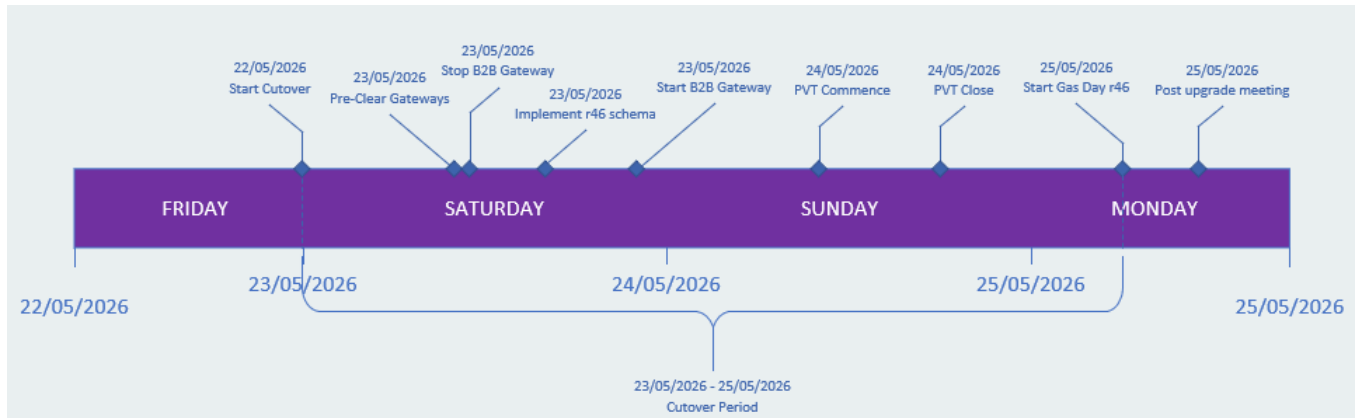 22/05/2026
Start Cutover
23/05/2026
Pre-Clear Gateways
23/05/2026
Stop B2B Gateway
23/05/2026
Implement r46 schema
23/05/2026
Start B2B Gateway
24/05/2026
PVT Commence
24/05/2026
PVT Close
25/05/2026
Start Gas Day r46
25/05/2026
Post upgrade meeting
FRIDAY
SATURDAY
SUNDAY
MONDAY
22/05/2026
23/05/2026
24/05/2026
25/05/2026
25/05/2026
23/05/2026 - 25/05/2026
Cutover Period